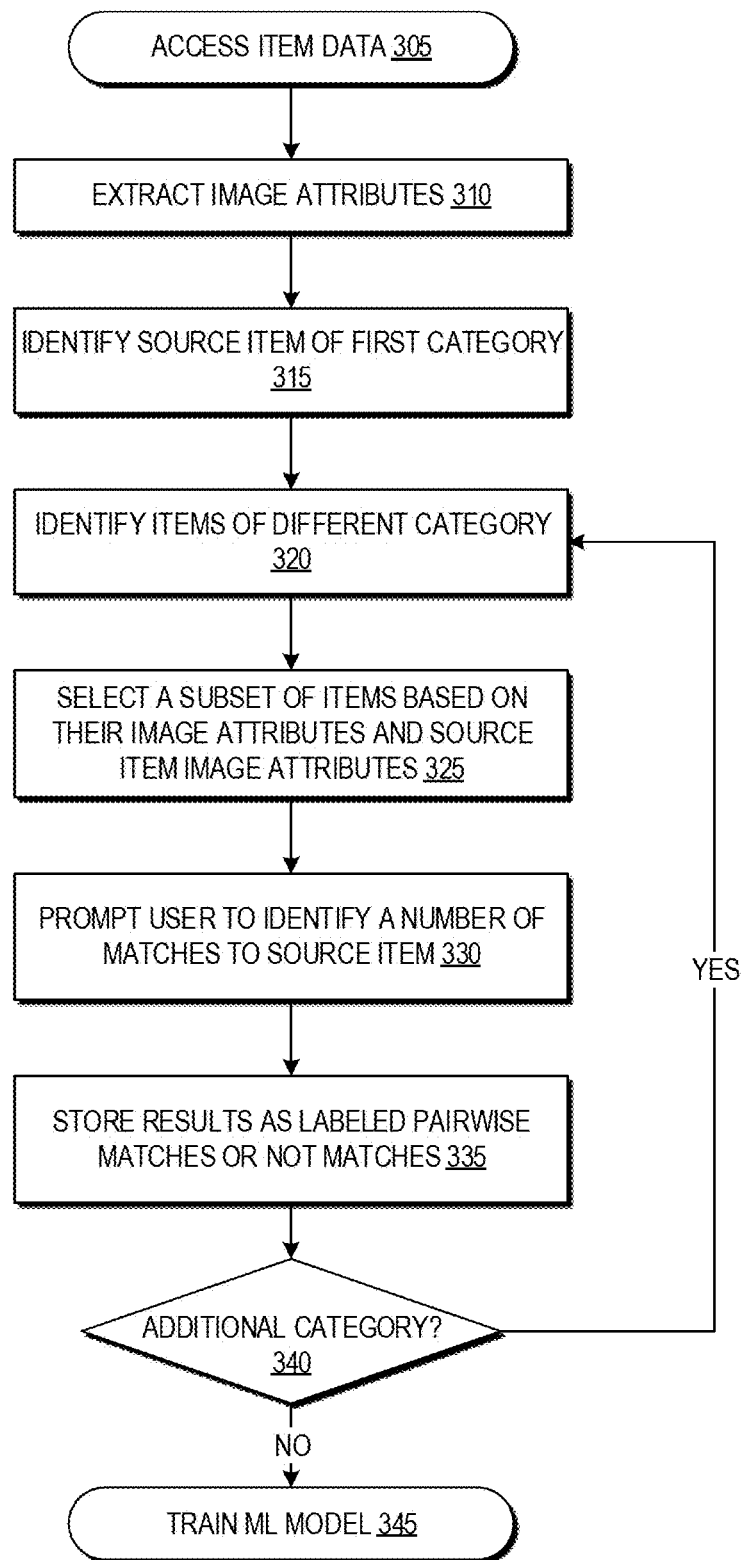 ACCESS ITEM DATA 305
EXTRACT IMAGE ATTRIBUTES 310
IDENTIFY SOURCE ITEM OF FIRST CATEGORY
315
IDENTIFY ITEMS OF DIFFERENT CATEGORY
320
SELECT A SUBSET OF ITEMS BASED ON
THEIR IMAGE ATTRIBUTES AND SOURCE
ITEM IMAGE ATTRIBUTES 325
PROMPT USER TO IDENTIFY A NUMBER OF
MATCHES TO SOURCE ITEM 330
YES
STORE RESULTS AS LABELED PAIRWISE
MATCHES OR NOT MATCHES 335
ADDITIONAL CATEGORY?
340
NO
TRAIN ML MODEL 345